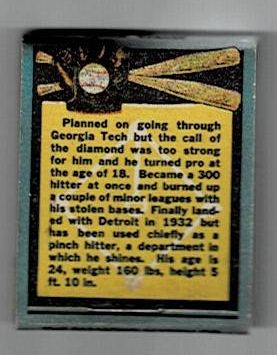 Planned on going through
Georgia Tech but the call of
the diamond was too strong
for him and he turned pro at
the age of 18. Became a 300
hitter at once and burned up
a couple of minor leagues with
his stolen bases. Finally land-
ed with Detroit in 1932 but
has been used chiefly as a
pinch hitter, a department in
which he shines. His age is
24, weight 160 lbs, height 5
ft. 10 in.